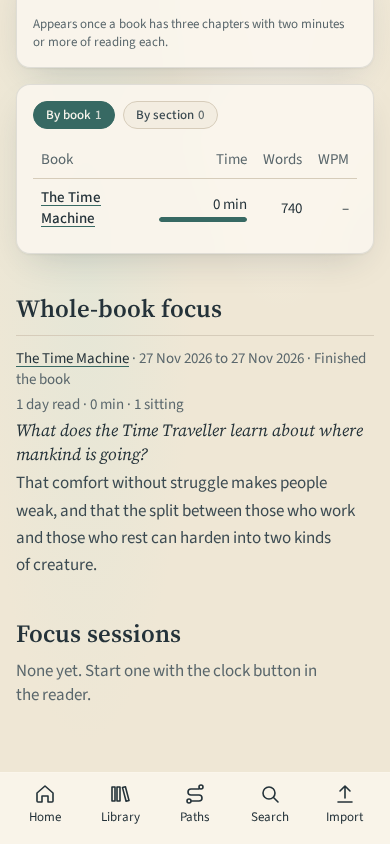 Appears once a book has three chapters with two minutes
or more of reading each.
By book 1
By section 0
Book Time Words WPM
The Time
Machine
0 min 740 –
Whole-book focus
The Time Machine · 27 Nov 2026 to 27 Nov 2026 · Finished
the book
1 day read · 0 min · 1 sitting
What does the Time Traveller learn about where
mankind is going?
That comfort without struggle makes people
weak, and that the split between those who work
and those who rest can harden into two kinds
of creature.
Focus sessions
None yet. Start one with the clock button in
the reader.
Home Library Paths Search Import